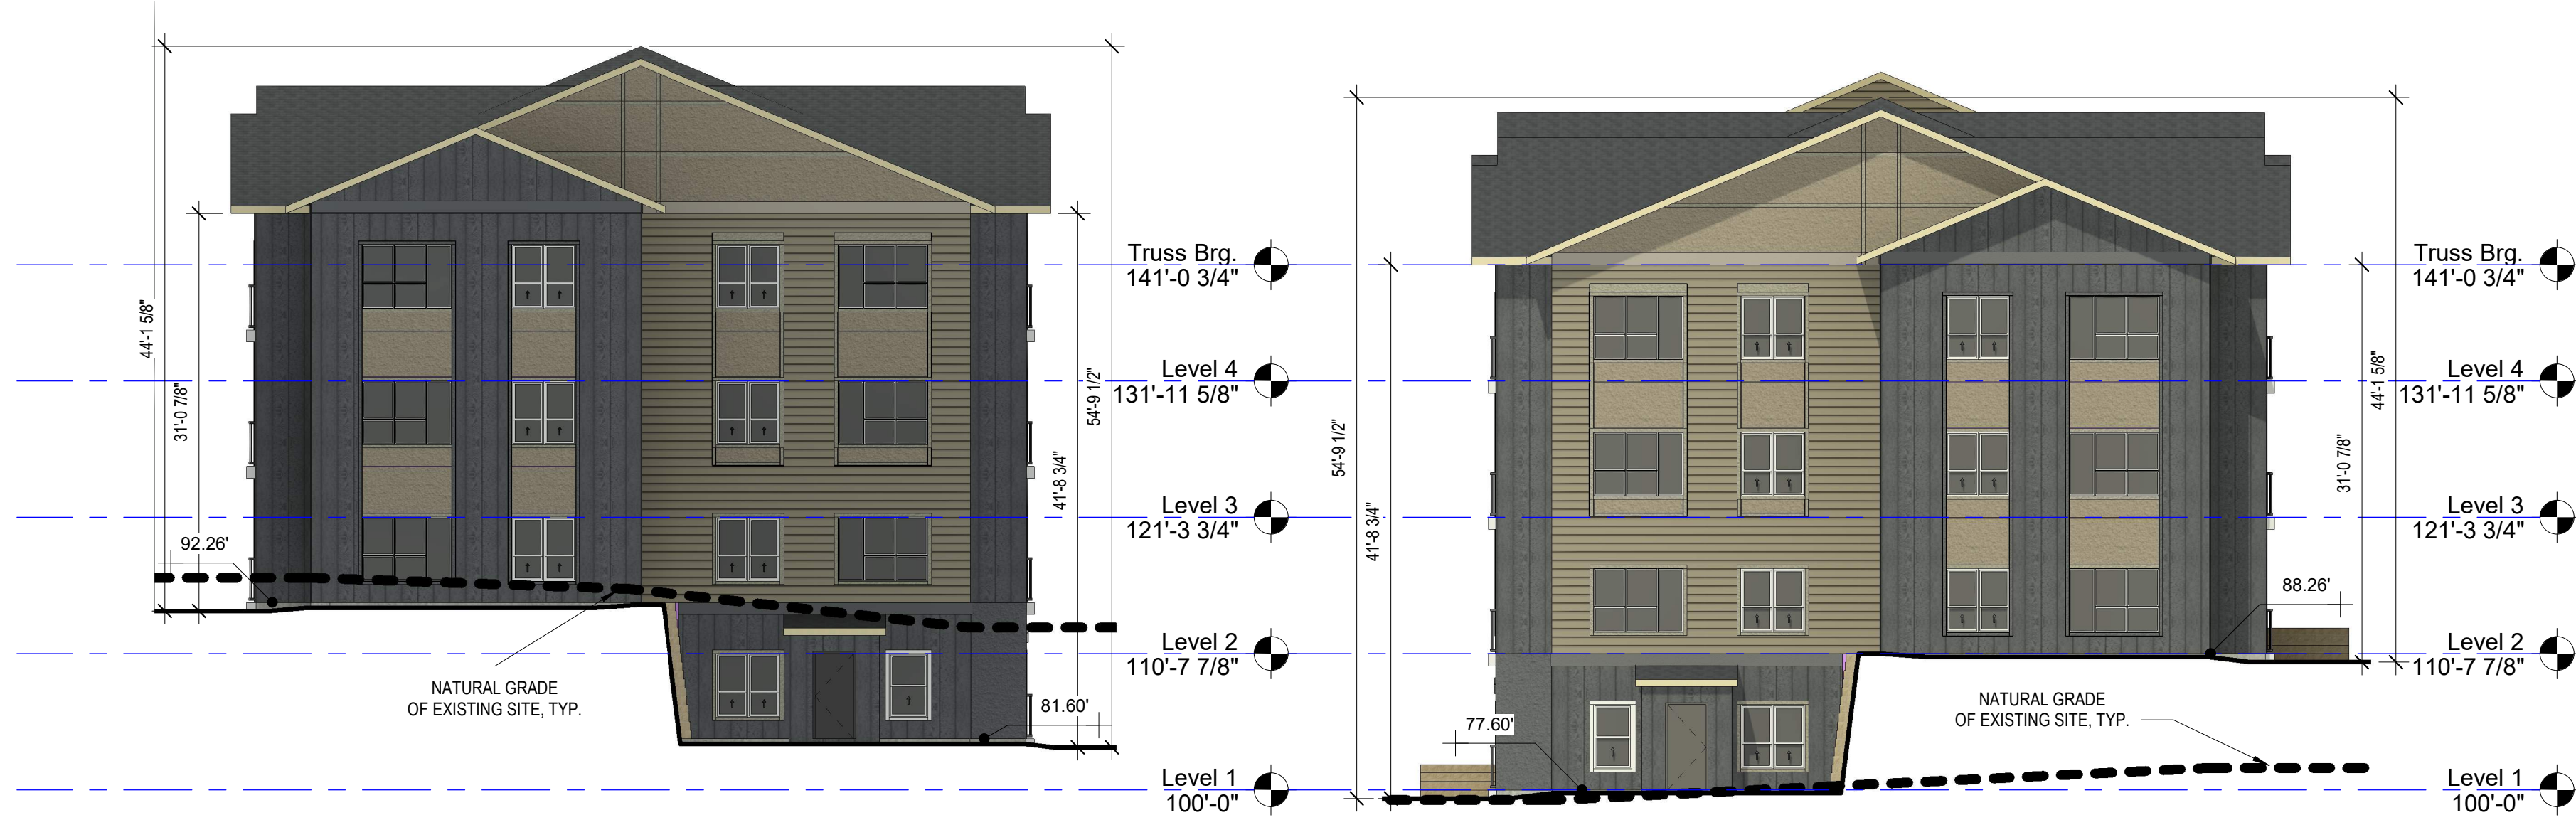 44'-1 5/8"
31'-0 7/8"
92.26'
NATURAL GRADE
OF EXISTING SITE, TYP.
81.60'
41'-8 3/4"
54'-9 1/2"
Truss Brg.
141'-0 3/4"
Level 4
131'-11 5/8"
Level 3
121'-3 3/4"
Level 2
110'-7 7/8"
Level 1
100'-0"
54'-9 1/2"
41'-8 3/4"
77.60'
NATURAL GRADE
OF EXISTING SITE, TYP.
88.26'
31'-0 7/8"
44'-1 5/8"
Truss Brg.
141'-0 3/4"
Level 4
131'-11 5/8"
Level 3
121'-3 3/4"
Level 2
110'-7 7/8"
Level 1
100'-0"